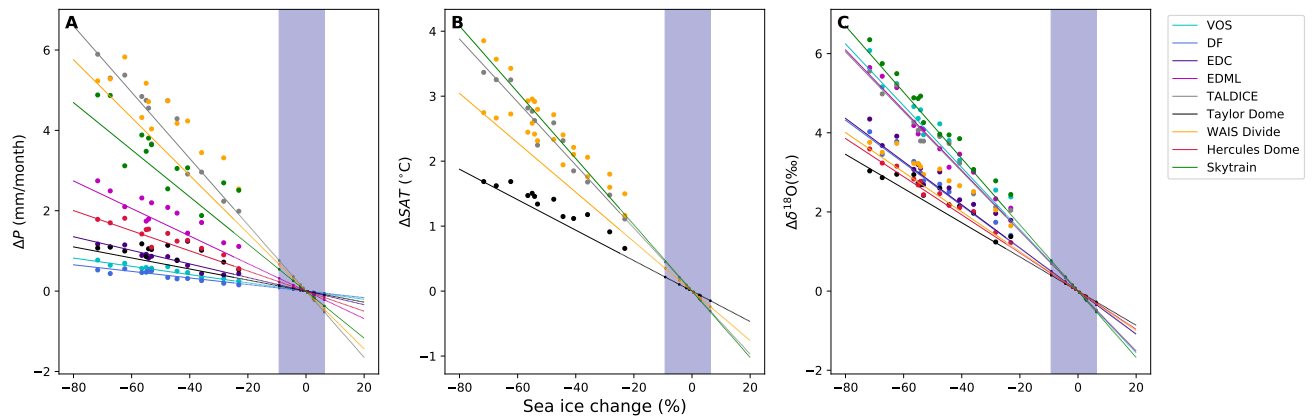 A
ΔP (mm/month)
6
4
2
0
−2
−80
−60
−40
−20
0
20
B
ΔSAT (°C)
4
3
2
1
0
−1
−80
−60
−40
−20
0
20
Sea ice change (%)
C
Δδ¹⁸O(‰)
6
4
2
0
−2
−80
−60
−40
−20
0
20
VOS
DF
EDC
EDML
TALDICE
Taylor Dome
WAIS Divide
Hercules Dome
Skytrain